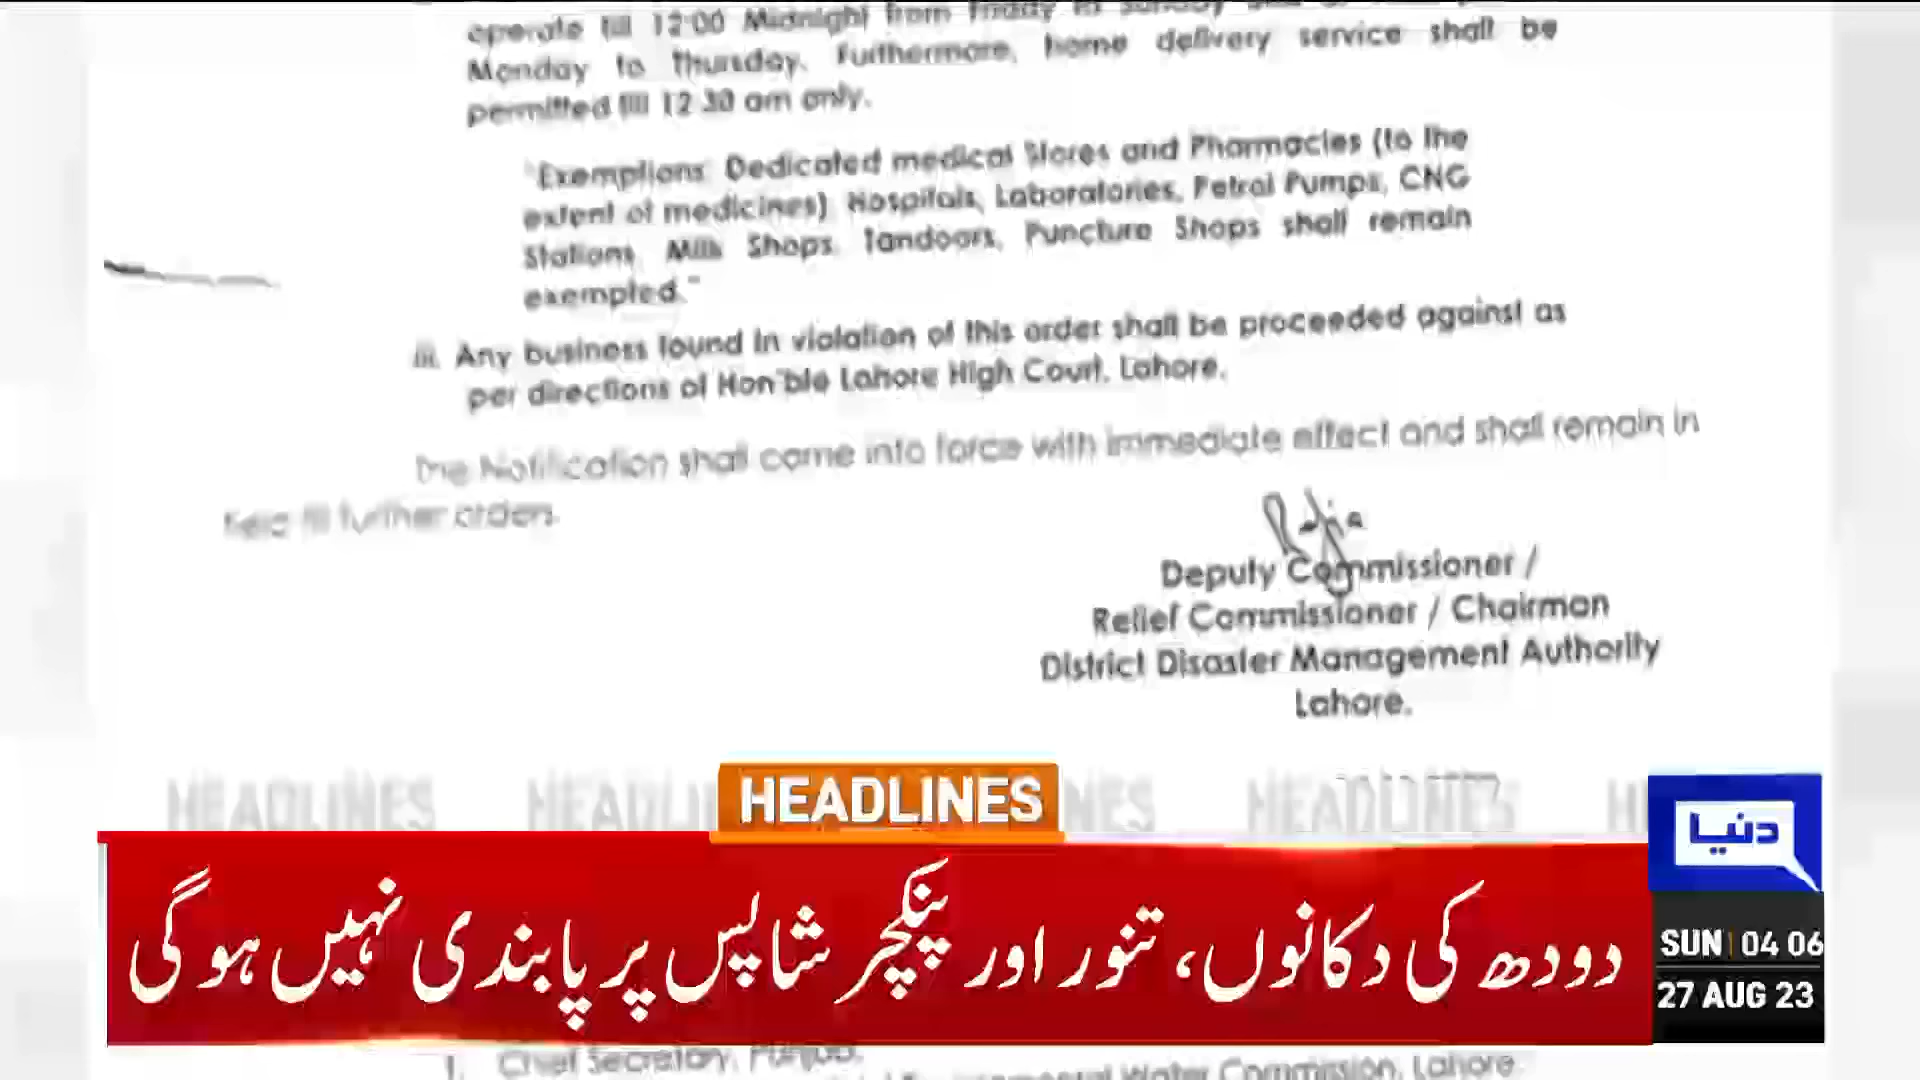 operate till 12:00 Midnight from Friday to Sunday
Monday to Thursday. Furthermore, home delivery service shall be
permitted till 12:30 am only.
"Exemptions: Dedicated medical Stores and Pharmacies (to the
extent of medicines) Hospitals, Laboratories, Petrol Pumps, CNG
Stations, Milk Shops, Tandoors, Puncture Shops shall remain
exempted."
iii. Any business found in violation of this order shall be proceeded against as
per directions of Hon'ble Lahore High Court, Lahore.
The Notification shall come into force with immediate effect and shall remain in
field till further orders.
Deputy Commissioner /
Relief Commissioner / Chairman
District Disaster Management Authority
Lahore.
HEADLINES
دنیا
دودھ کی دکانوں، تنور اور پنکچر شاپس پر پابندی نہیں ہوگی
SUN 04 06
27 AUG 23
1. Chief Secretary, Punjab.
Water Commission, Lahore.